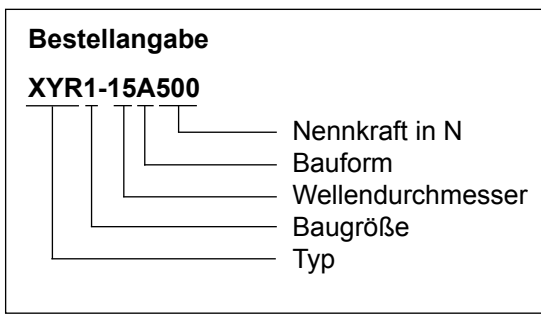 Bestellangabe
XYR1-15A500
Nennkraft in N
Bauform
Wellendurchmesser
Baugröße
Typ